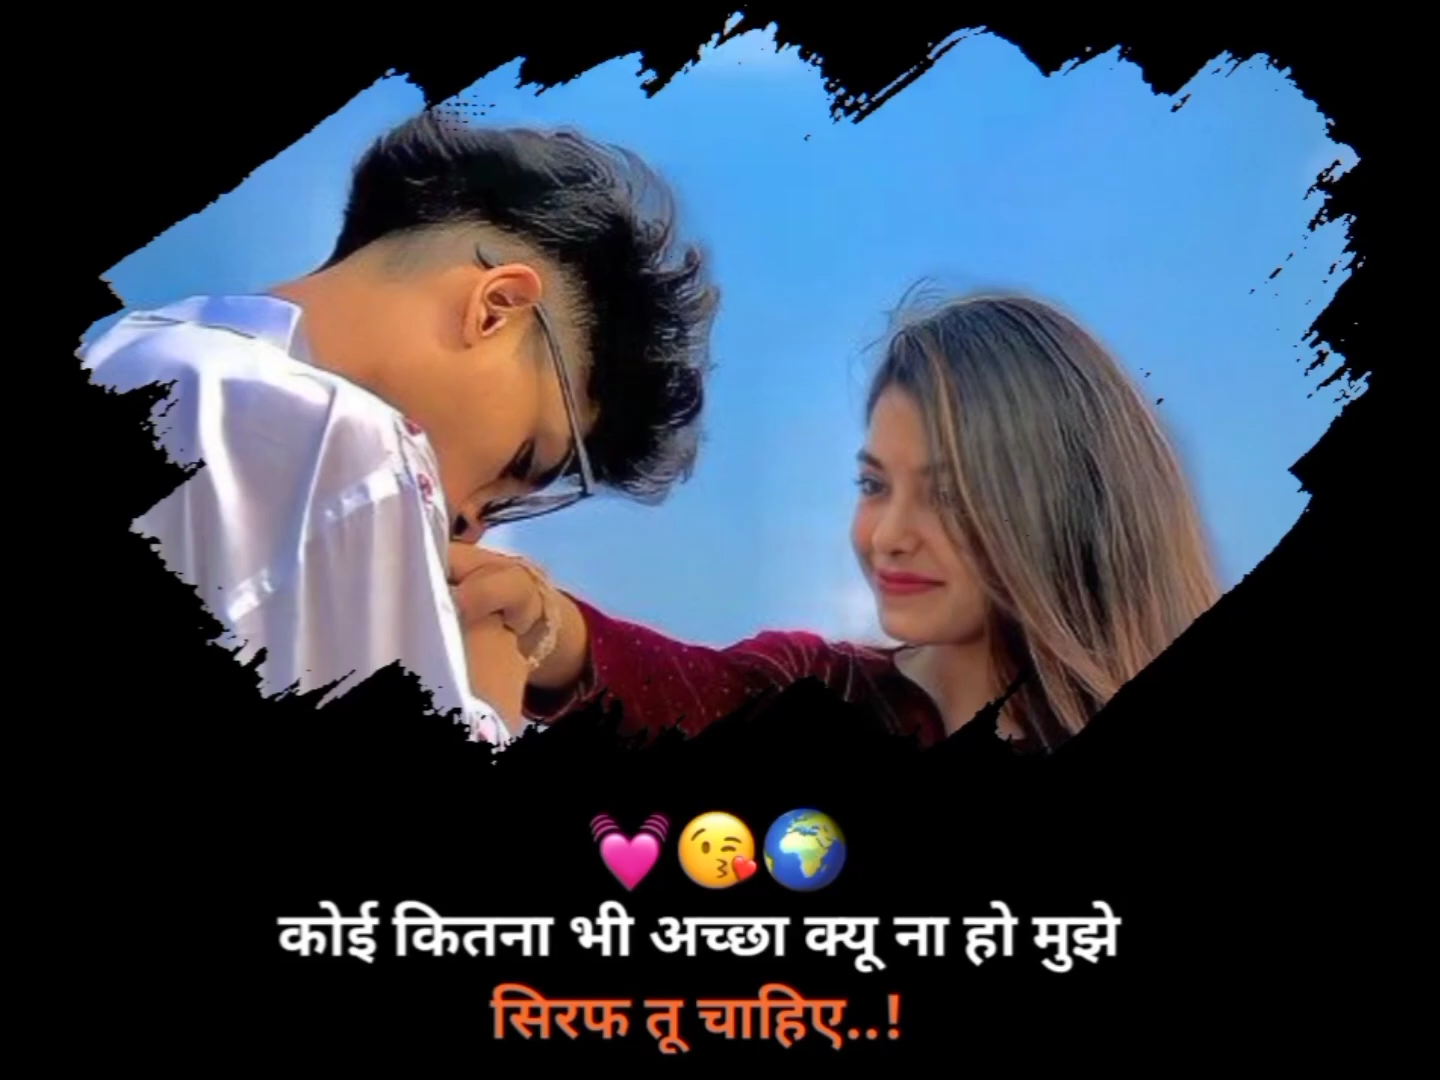 कोई कितना भी अच्छा क्यू ना हो मुझे
सिरफ तू चाहिए..!